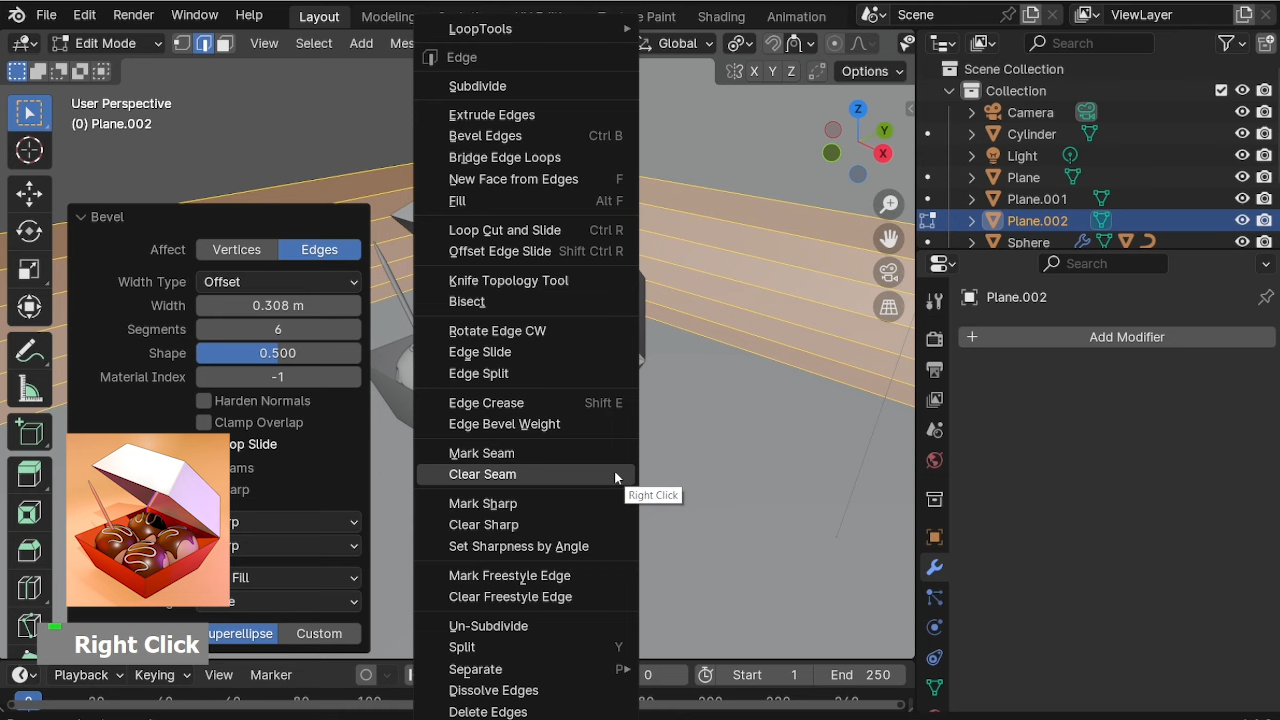 File Edit Render Window Help Layout Modeling Paint Shading Animation Scene ViewLayer
Edit Mode View Select Add Global Search
X Y Z Options
User Perspective
(0) Plane.002
Z
Y
X
Scene Collection
Collection
Camera
Cylinder
Light
Plane
Plane.001
Plane.002
Sphere
Search
Plane.002
Add Modifier
Bevel
Affect Vertices Edges
Width Type Offset
Width 0.308 m
Segments 6
Shape 0.500
Material Index -1
Harden Normals
Clamp Overlap
op Slide
ams
arp
rp
rp
Fill
e
uperellipse Custom
LoopTools
Edge
Subdivide
Extrude Edges
Bevel Edges Ctrl B
Bridge Edge Loops
New Face from Edges F
Fill Alt F
Loop Cut and Slide Ctrl R
Offset Edge Slide Shift Ctrl R
Knife Topology Tool
Bisect
Rotate Edge CW
Edge Slide
Edge Split
Edge Crease Shift E
Edge Bevel Weight
Mark Seam
Clear Seam
Right Click
Mark Sharp
Clear Sharp
Set Sharpness by Angle
Mark Freestyle Edge
Clear Freestyle Edge
Un-Subdivide
Split Y
Separate P
Dissolve Edges
Delete Edges
Right Click
Playback Keying View Marker 0 Start 1 End 250